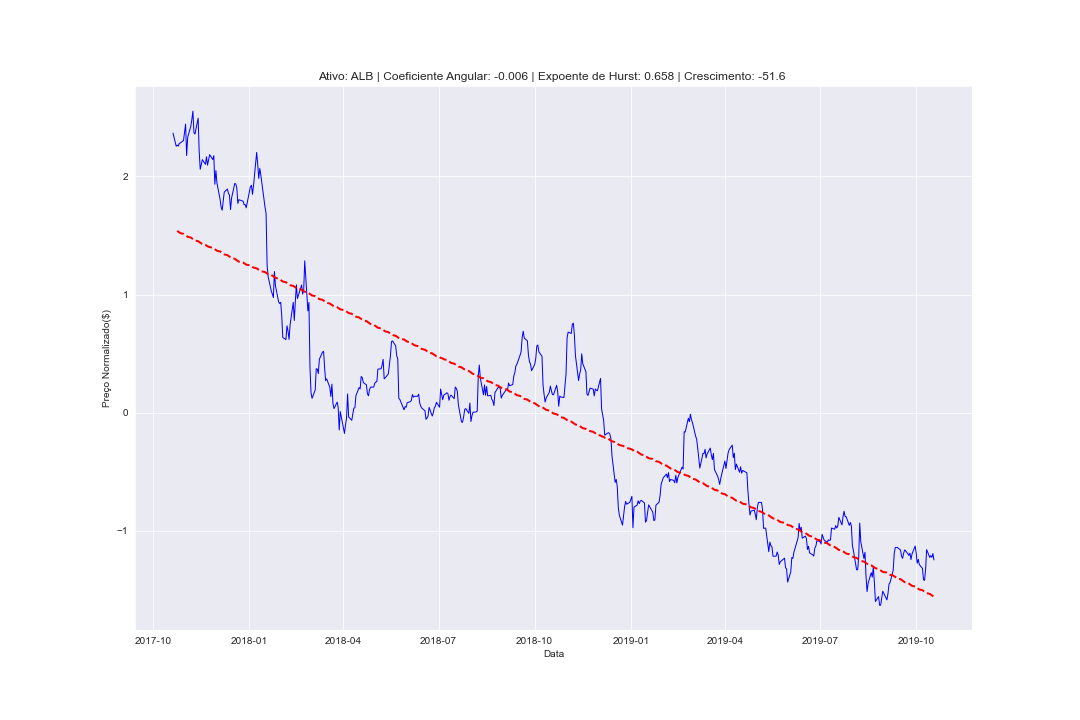 Ativo: ALB | Coeficiente Angular: -0.006 | Expoente de Hurst: 0.658 | Crescimento: -51.6
Preço Normalizado($)
2
1
0
−1
2017-10 2018-01 2018-04 2018-07 2018-10 2019-01 2019-04 2019-07 2019-10
Data